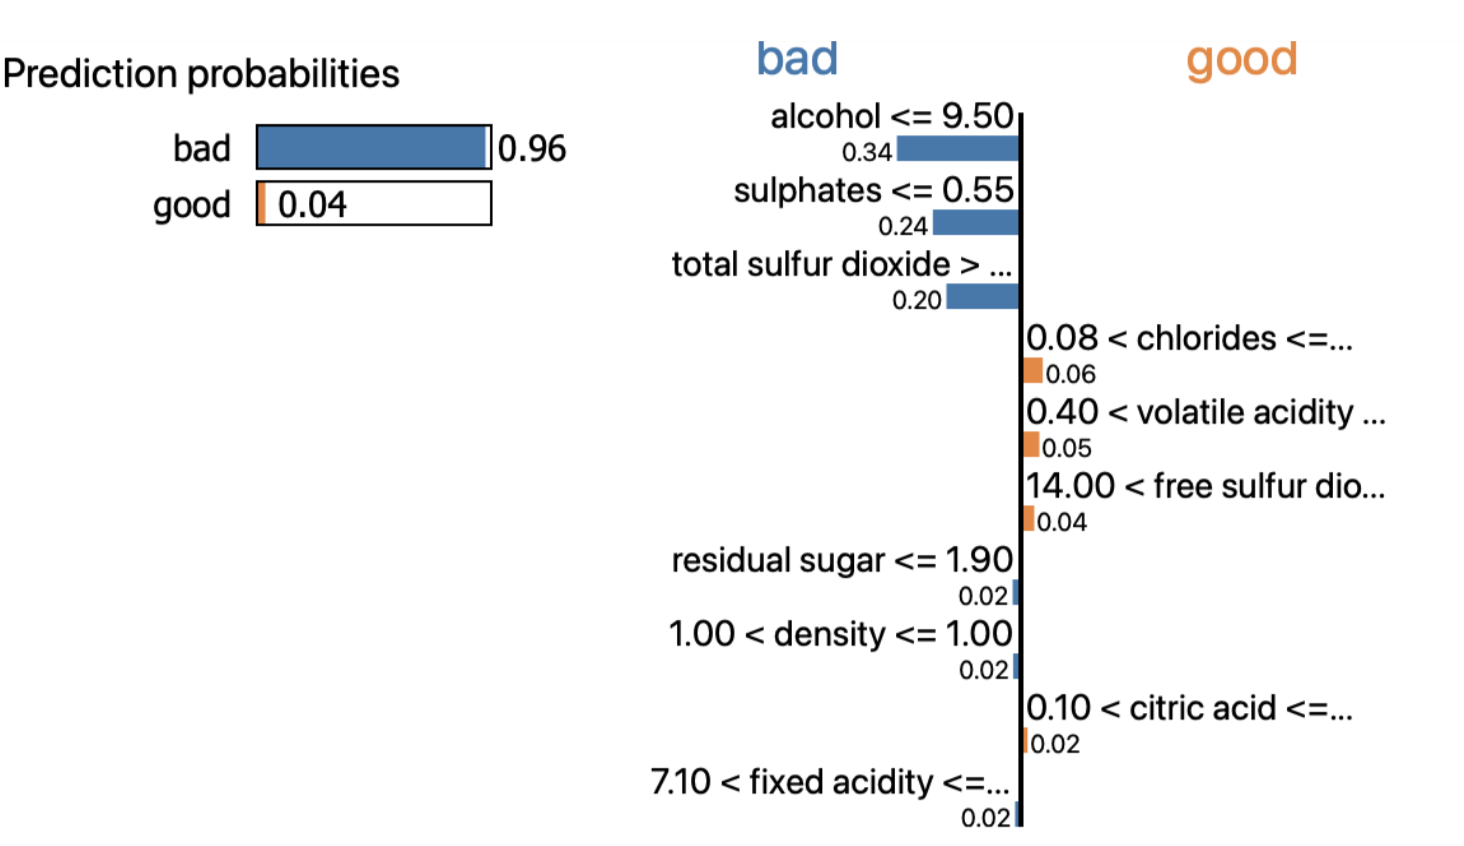 Prediction probabilities
bad 0.96
good 0.04
bad good
alcohol <= 9.50
0.34
sulphates <= 0.55
0.24
total sulfur dioxide > ...
0.20
0.08 < chlorides <=...
0.06
0.40 < volatile acidity ...
0.05
14.00 < free sulfur dio...
0.04
residual sugar <= 1.90
0.02
1.00 < density <= 1.00
0.02
0.10 < citric acid <=...
0.02
7.10 < fixed acidity <=...
0.02